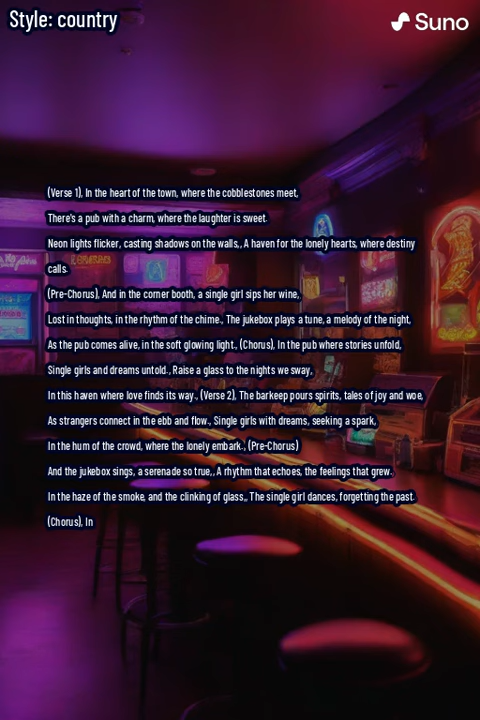 Style: country
Suno
(Verse 1), In the heart of the town, where the cobblestones meet,
There's a pub with a charm, where the laughter is sweet.
Neon lights flicker, casting shadows on the walls,, A haven for the lonely hearts, where destiny
calls.
(Pre-Chorus), And in the corner booth, a single girl sips her wine,
Lost in thoughts, in the rhythm of the chime., The jukebox plays a tune, a melody of the night,
As the pub comes alive, in the soft glowing light., (Chorus), In the pub where stories unfold,
Single girls and dreams untold., Raise a glass to the nights we sway,
In this haven where love finds its way., (Verse 2), The barkeep pours spirits, tales of joy and woe,
As strangers connect in the ebb and flow., Single girls with dreams, seeking a spark,
In the hum of the crowd, where the lonely embark., (Pre-Chorus)
And the jukebox sings, a serenade so true,, A rhythm that echoes, the feelings that grew.
In the haze of the smoke, and the clinking of glass,, The single girl dances, forgetting the past.
(Chorus), In